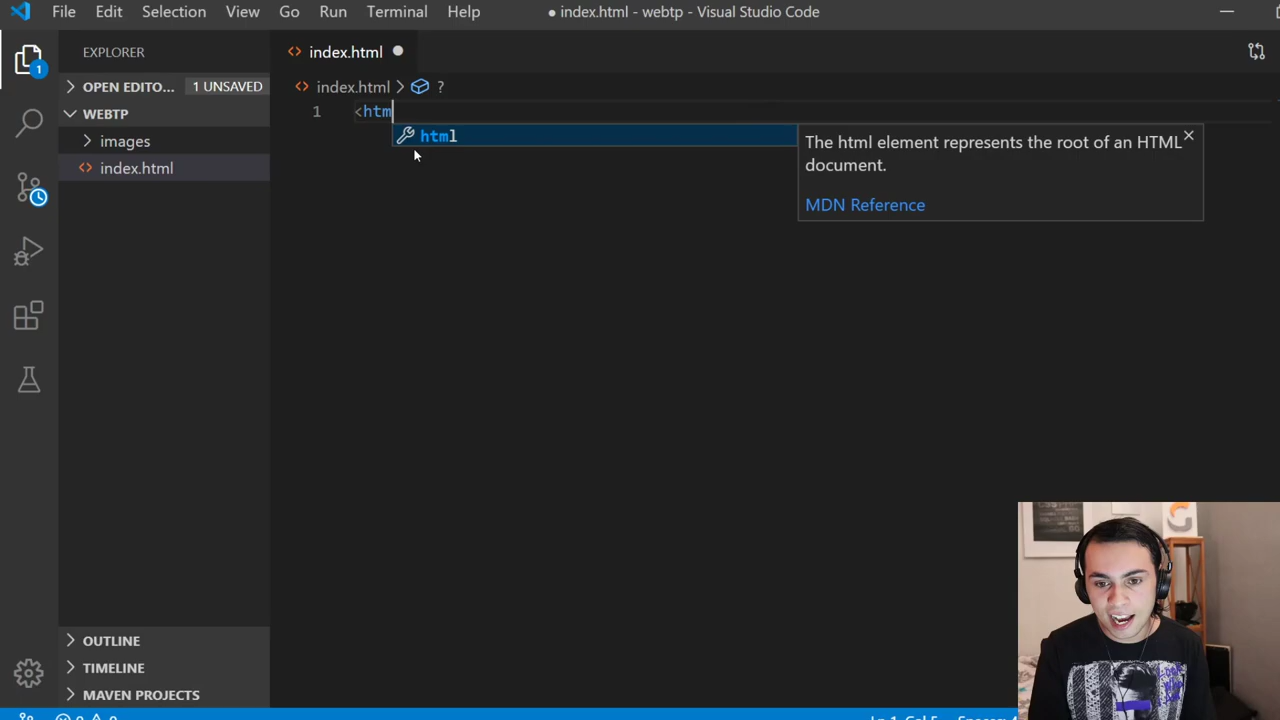 File Edit Selection View Go Run Terminal Help ● index.html - webtp - Visual Studio Code
EXPLORER
index.html
OPEN EDITO... 1 UNSAVED
index.html > ?
WEBTP
1 <htm
html
The html element represents the root of an HTML
document.
MDN Reference
images
index.html
1
OUTLINE
TIMELINE
MAVEN PROJECTS